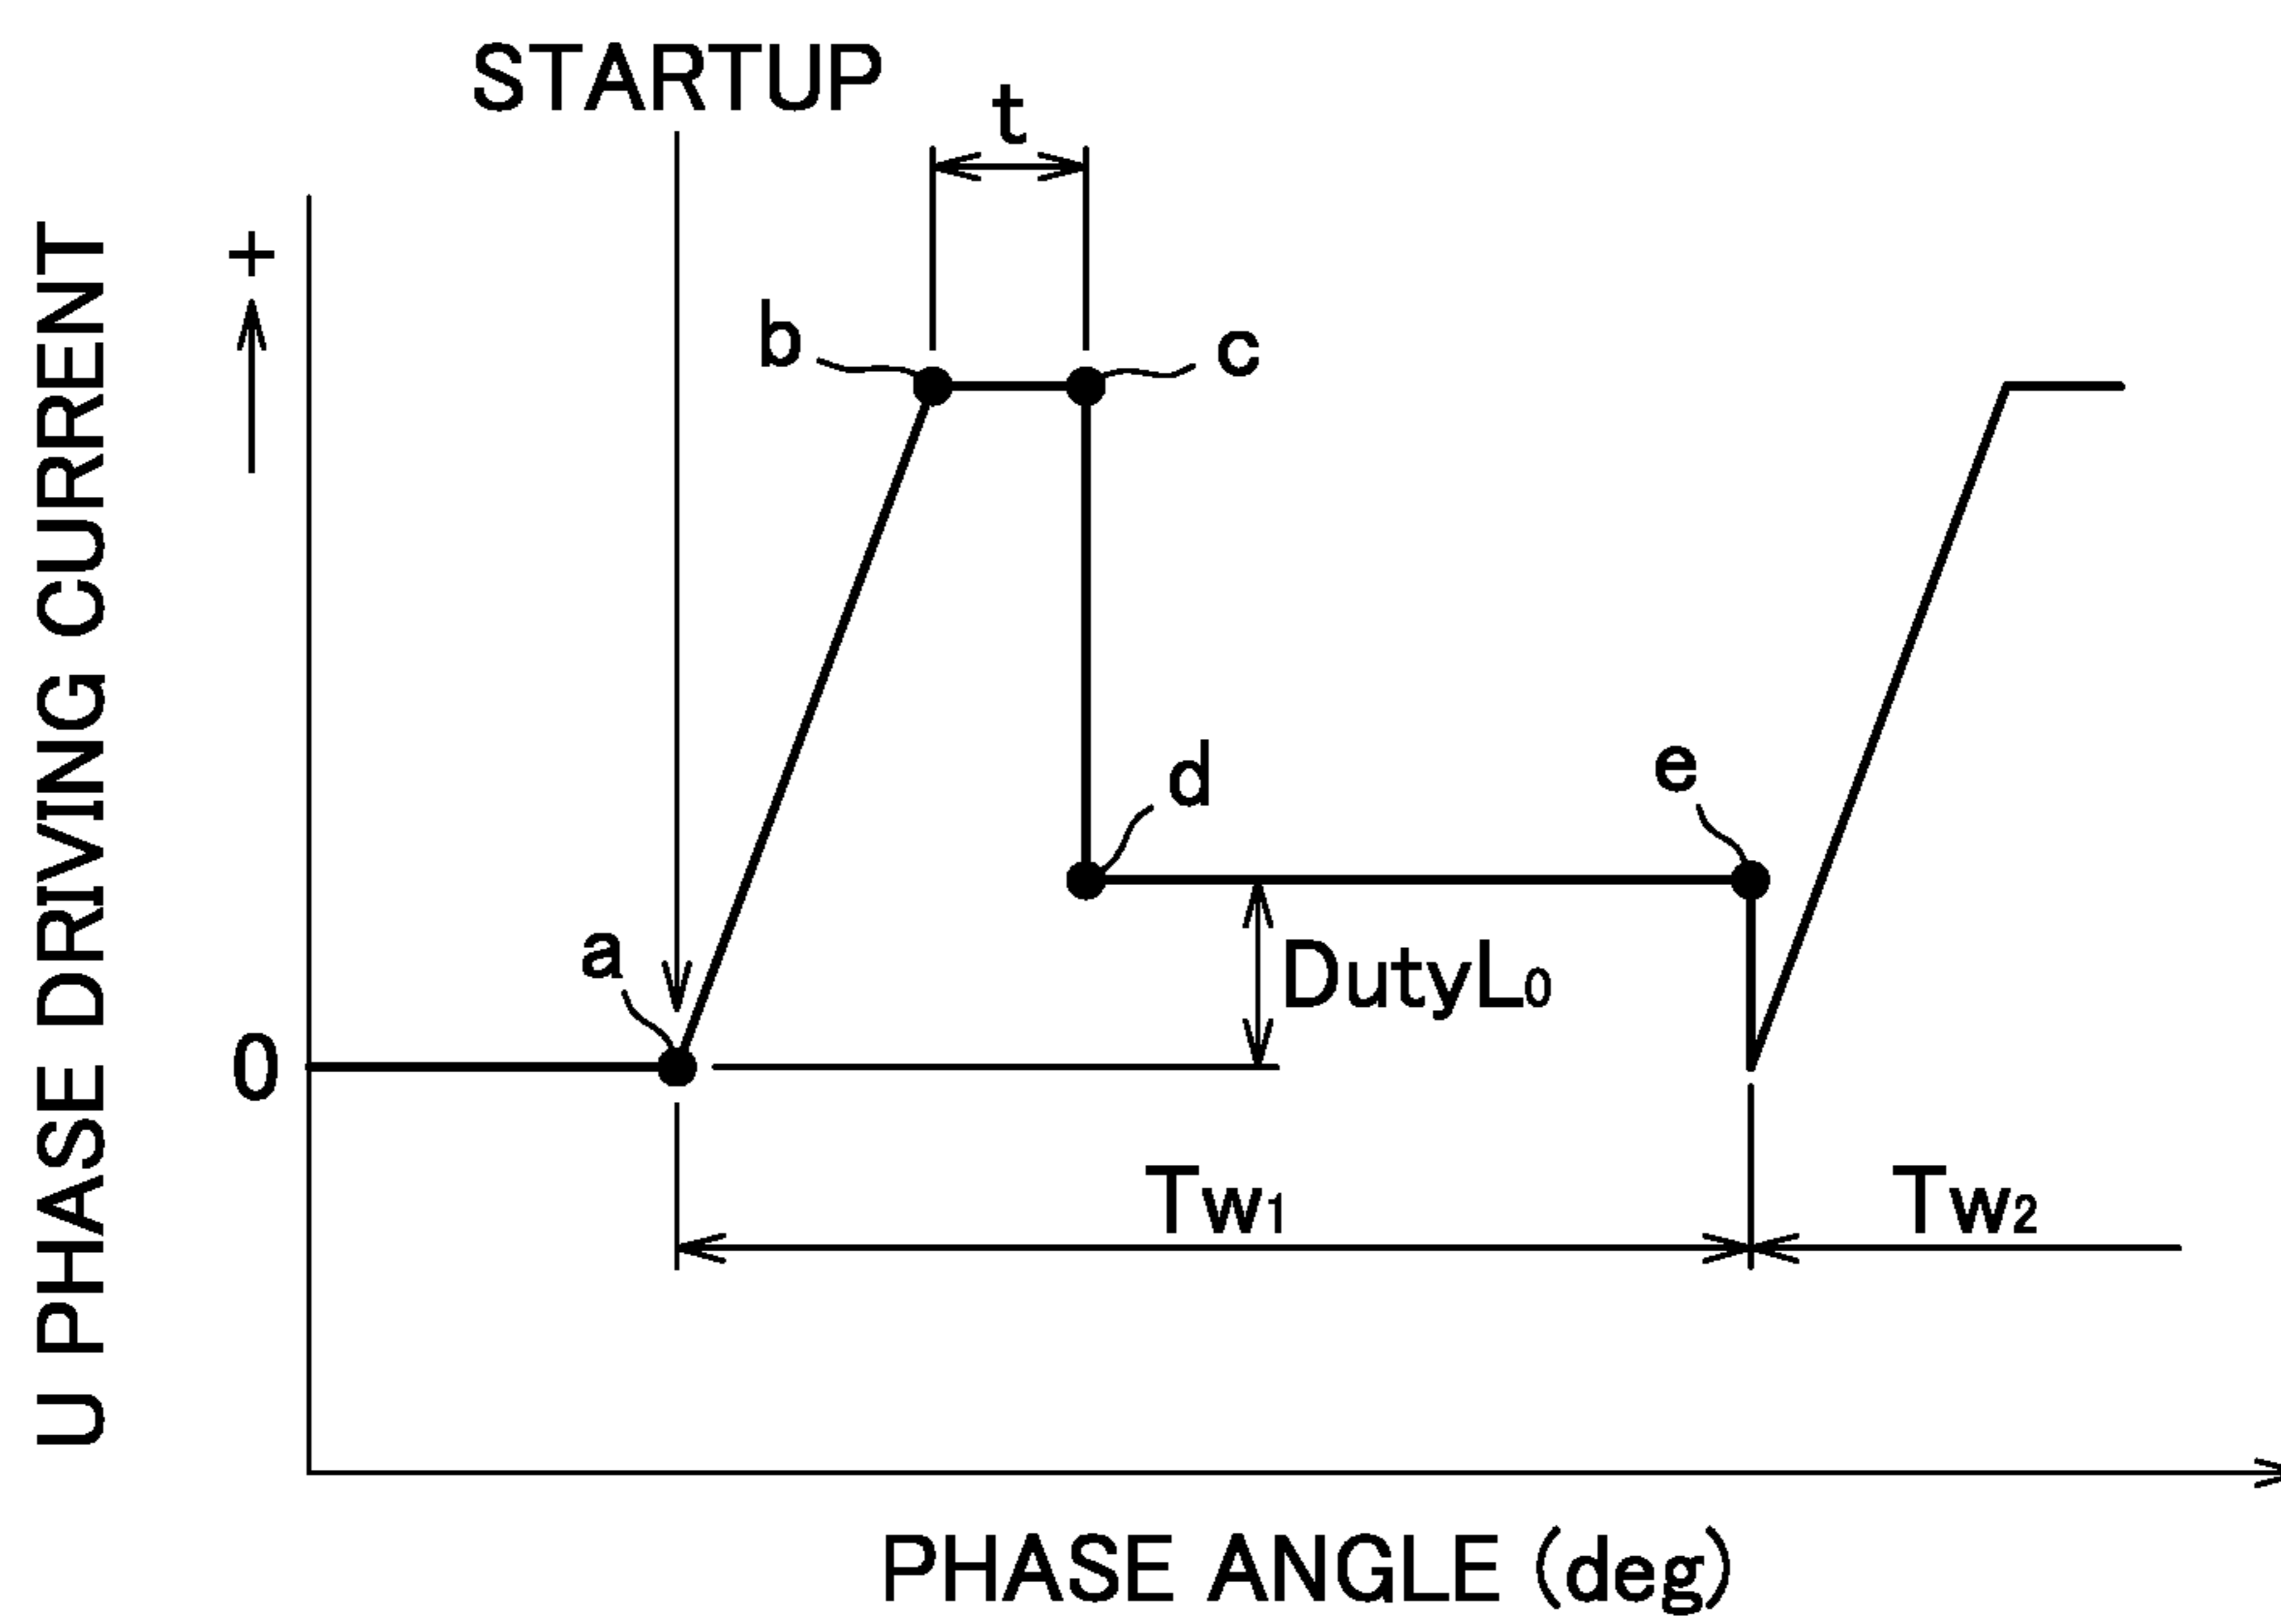 STARTUP
t
+
b
c
d
e
a
DutyL0
0
Tw1
Tw2
U PHASE DRIVING CURRENT
PHASE ANGLE (deg)